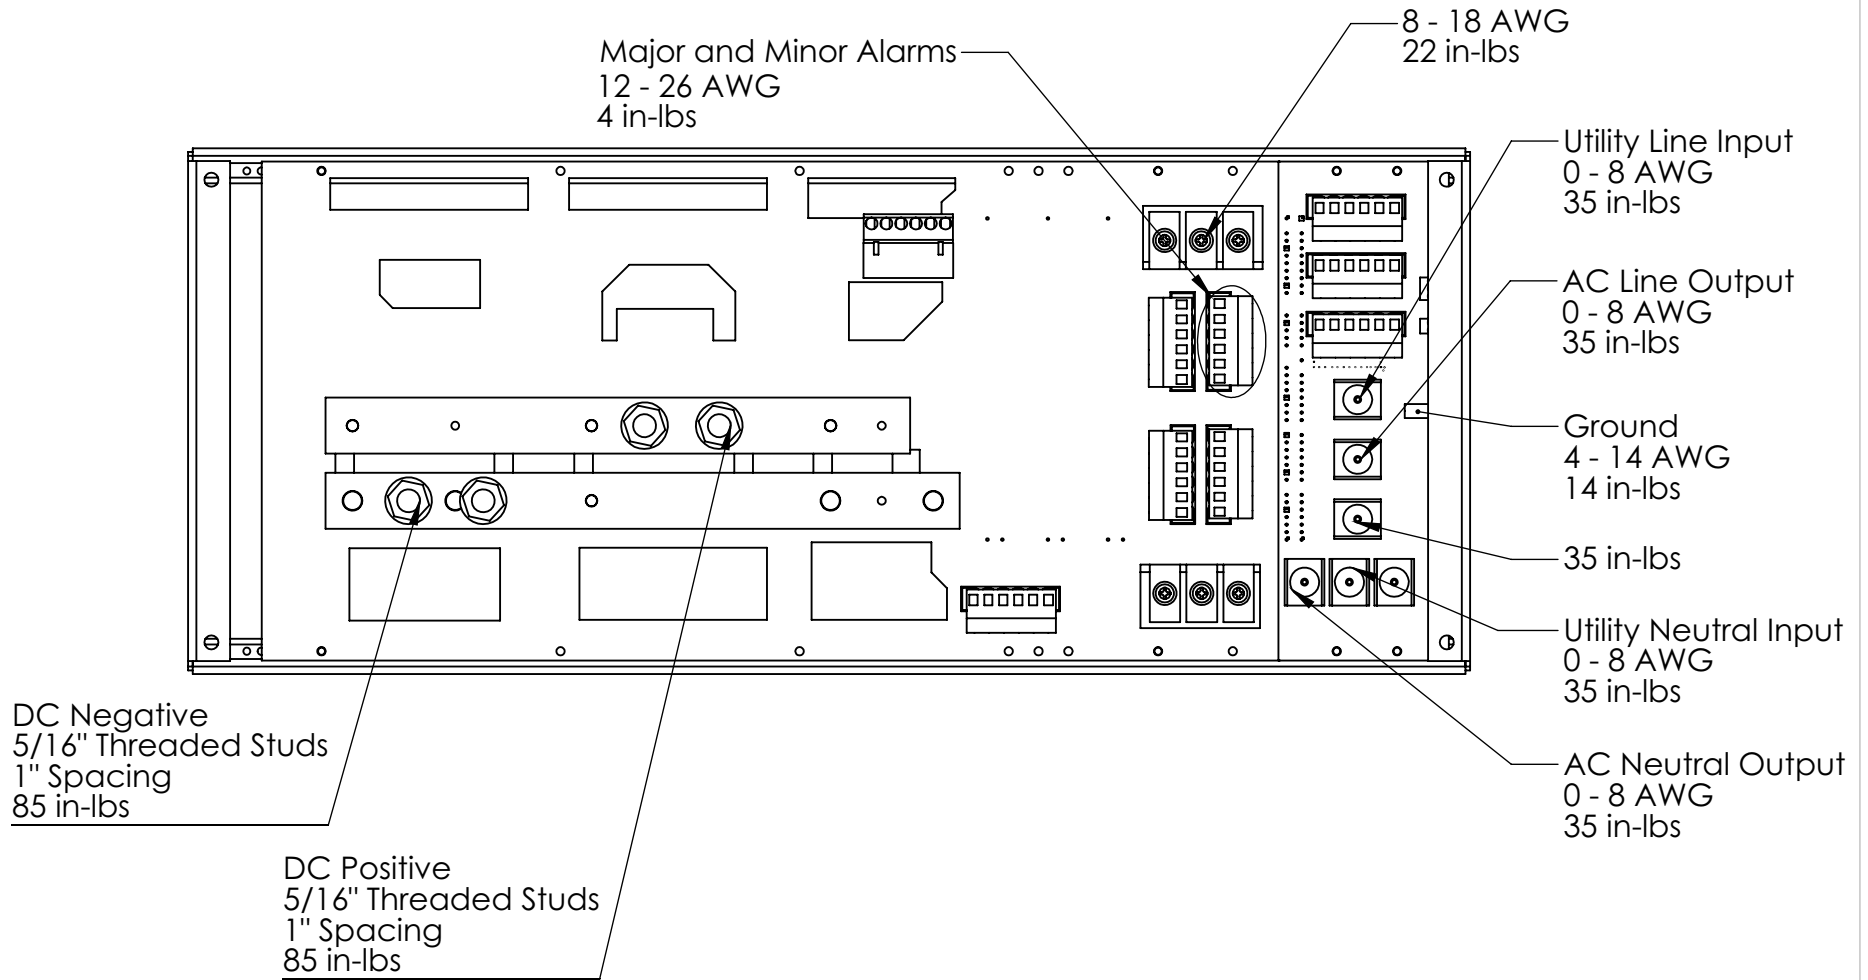 8 - 18 AWG
22 in-lbs
Major and Minor Alarms
12 - 26 AWG
4 in-lbs
Utility Line Input
0 - 8 AWG
35 in-lbs
AC Line Output
0 - 8 AWG
35 in-lbs
Ground
4 - 14 AWG
14 in-lbs
35 in-lbs
Utility Neutral Input
0 - 8 AWG
35 in-lbs
AC Neutral Output
0 - 8 AWG
35 in-lbs
DC Negative
5/16" Threaded Studs
1" Spacing
85 in-lbs
DC Positive
5/16" Threaded Studs
1" Spacing
85 in-lbs